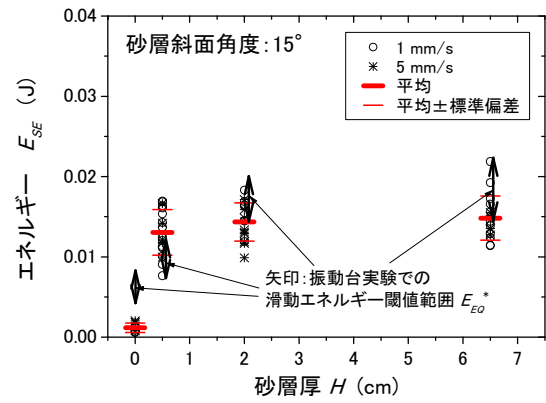 0.04
0.03
0.02
0.01
0.00
エネルギー E_SE (J)
砂層斜面角度：15°
1 mm/s
5 mm/s
平均
平均±標準偏差
矢印：振動台実験での
滑動エネルギー閾値範囲 E_EQ*
0 1 2 3 4 5 6 7
砂層厚 H (cm)